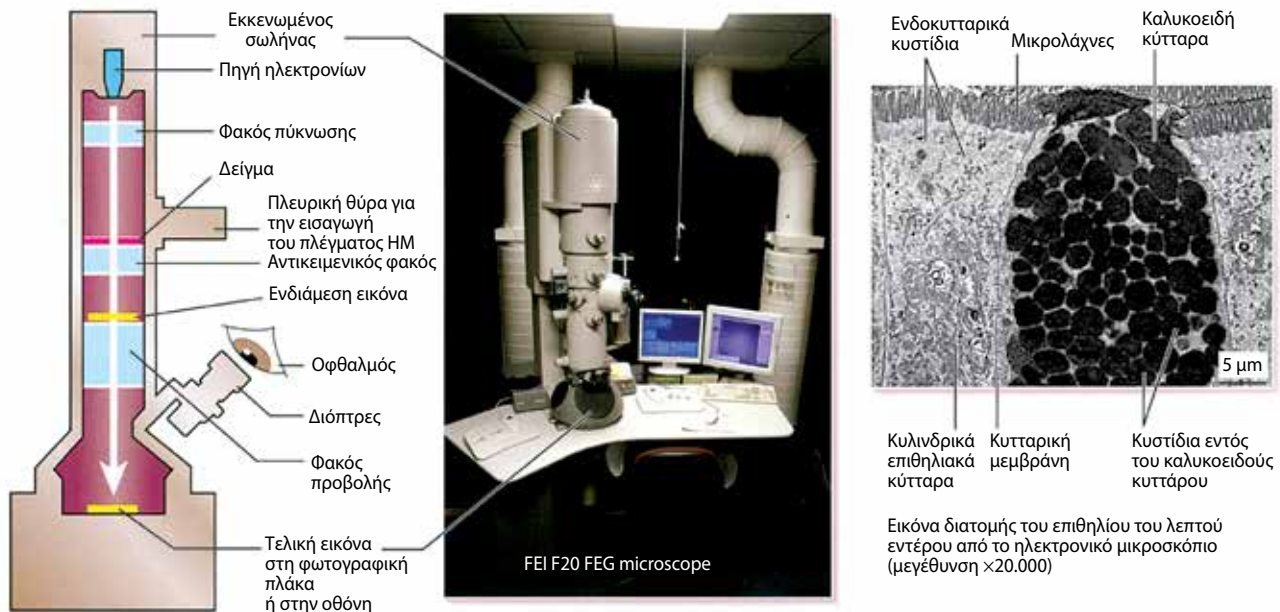 Εκκενωμένος
σωλήνας
Πηγή ηλεκτρονίων
Φακός πύκνωσης
Δείγμα
Πλευρική θύρα για
την εισαγωγή
του πλέγματος ΗΜ
Αντικειμενικός φακός
Ενδιάμεση εικόνα
Οφθαλμός
Διόπτρες
Φακός
προβολής
Τελική εικόνα
στη φωτογραφική
πλάκα
ή στην οθόνη
FEI F20 FEG microscope
Ενδοκυτταρικά
κυστίδια
Μικρολάχνες
Καλυκοειδή
κύτταρα
5 μm
Κυλινδρικά
επιθηλιακά
κύτταρα
Κυτταρική
μεμβράνη
Κυστίδια εντός
του καλυκοειδούς
κυττάρου
Εικόνα διατομής του επιθηλίου του λεπτού
εντέρου από το ηλεκτρονικό μικροσκόπιο
(μεγέθυνση ×20.000)